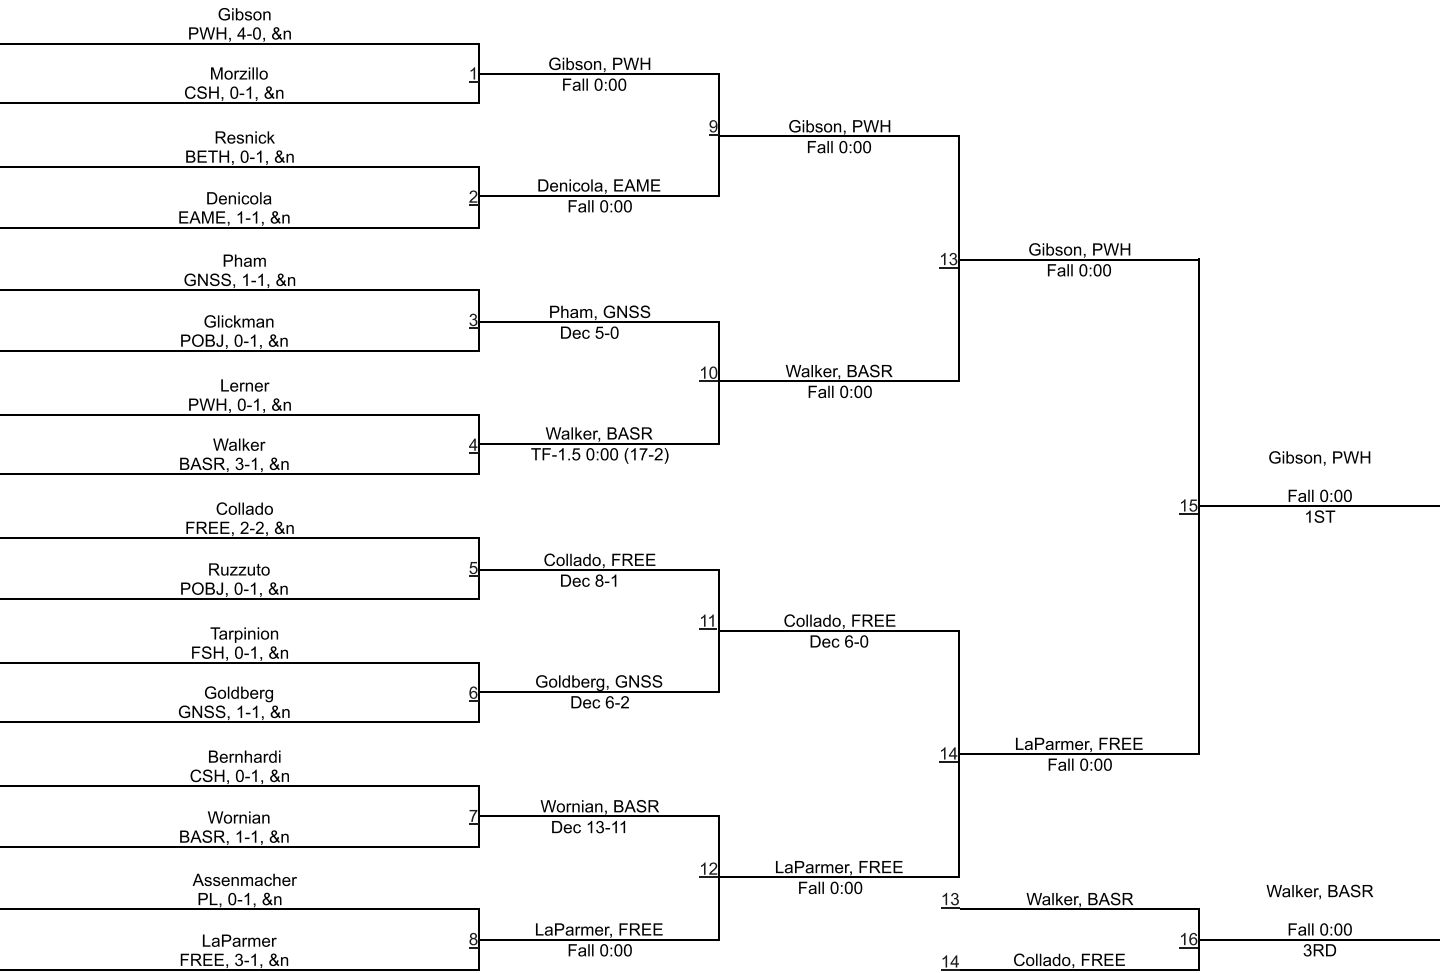 Gibson
PWH, 4-0, &n
Morzillo
CSH, 0-1, &n
1
Gibson, PWH
Fall 0:00
Resnick
BETH, 0-1, &n
Denicola
EAME, 1-1, &n
2
Denicola, EAME
Fall 0:00
9
Gibson, PWH
Fall 0:00
Pham
GNSS, 1-1, &n
Glickman
POBJ, 0-1, &n
3
Pham, GNSS
Dec 5-0
Lerner
PWH, 0-1, &n
Walker
BASR, 3-1, &n
4
Walker, BASR
TF-1.5 0:00 (17-2)
10
Walker, BASR
Fall 0:00
13
Gibson, PWH
Fall 0:00
Collado
FREE, 2-2, &n
Ruzzuto
POBJ, 0-1, &n
5
Collado, FREE
Dec 8-1
Tarpinion
FSH, 0-1, &n
Goldberg
GNSS, 1-1, &n
6
Goldberg, GNSS
Dec 6-2
11
Collado, FREE
Dec 6-0
Bernhardi
CSH, 0-1, &n
Wornian
BASR, 1-1, &n
7
Wornian, BASR
Dec 13-11
Assenmacher
PL, 0-1, &n
LaParmer
FREE, 3-1, &n
8
LaParmer, FREE
Fall 0:00
12
LaParmer, FREE
Fall 0:00
14
LaParmer, FREE
Fall 0:00
15
Gibson, PWH
Fall 0:00
1ST
13
Walker, BASR
14
Collado, FREE
16
Walker, BASR
Fall 0:00
3RD